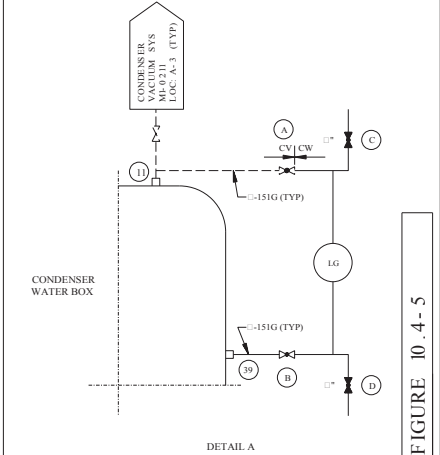 CONDENSER
VACUUM SYS
MI-0211
LOC: A-3 (TYP)
A
CV CW
□"
C
11
□-151G (TYP)
CONDENSER
WATER BOX
LG
□-151G (TYP)
39
B
□"
D
DETAIL A
FIGURE 10.4-5